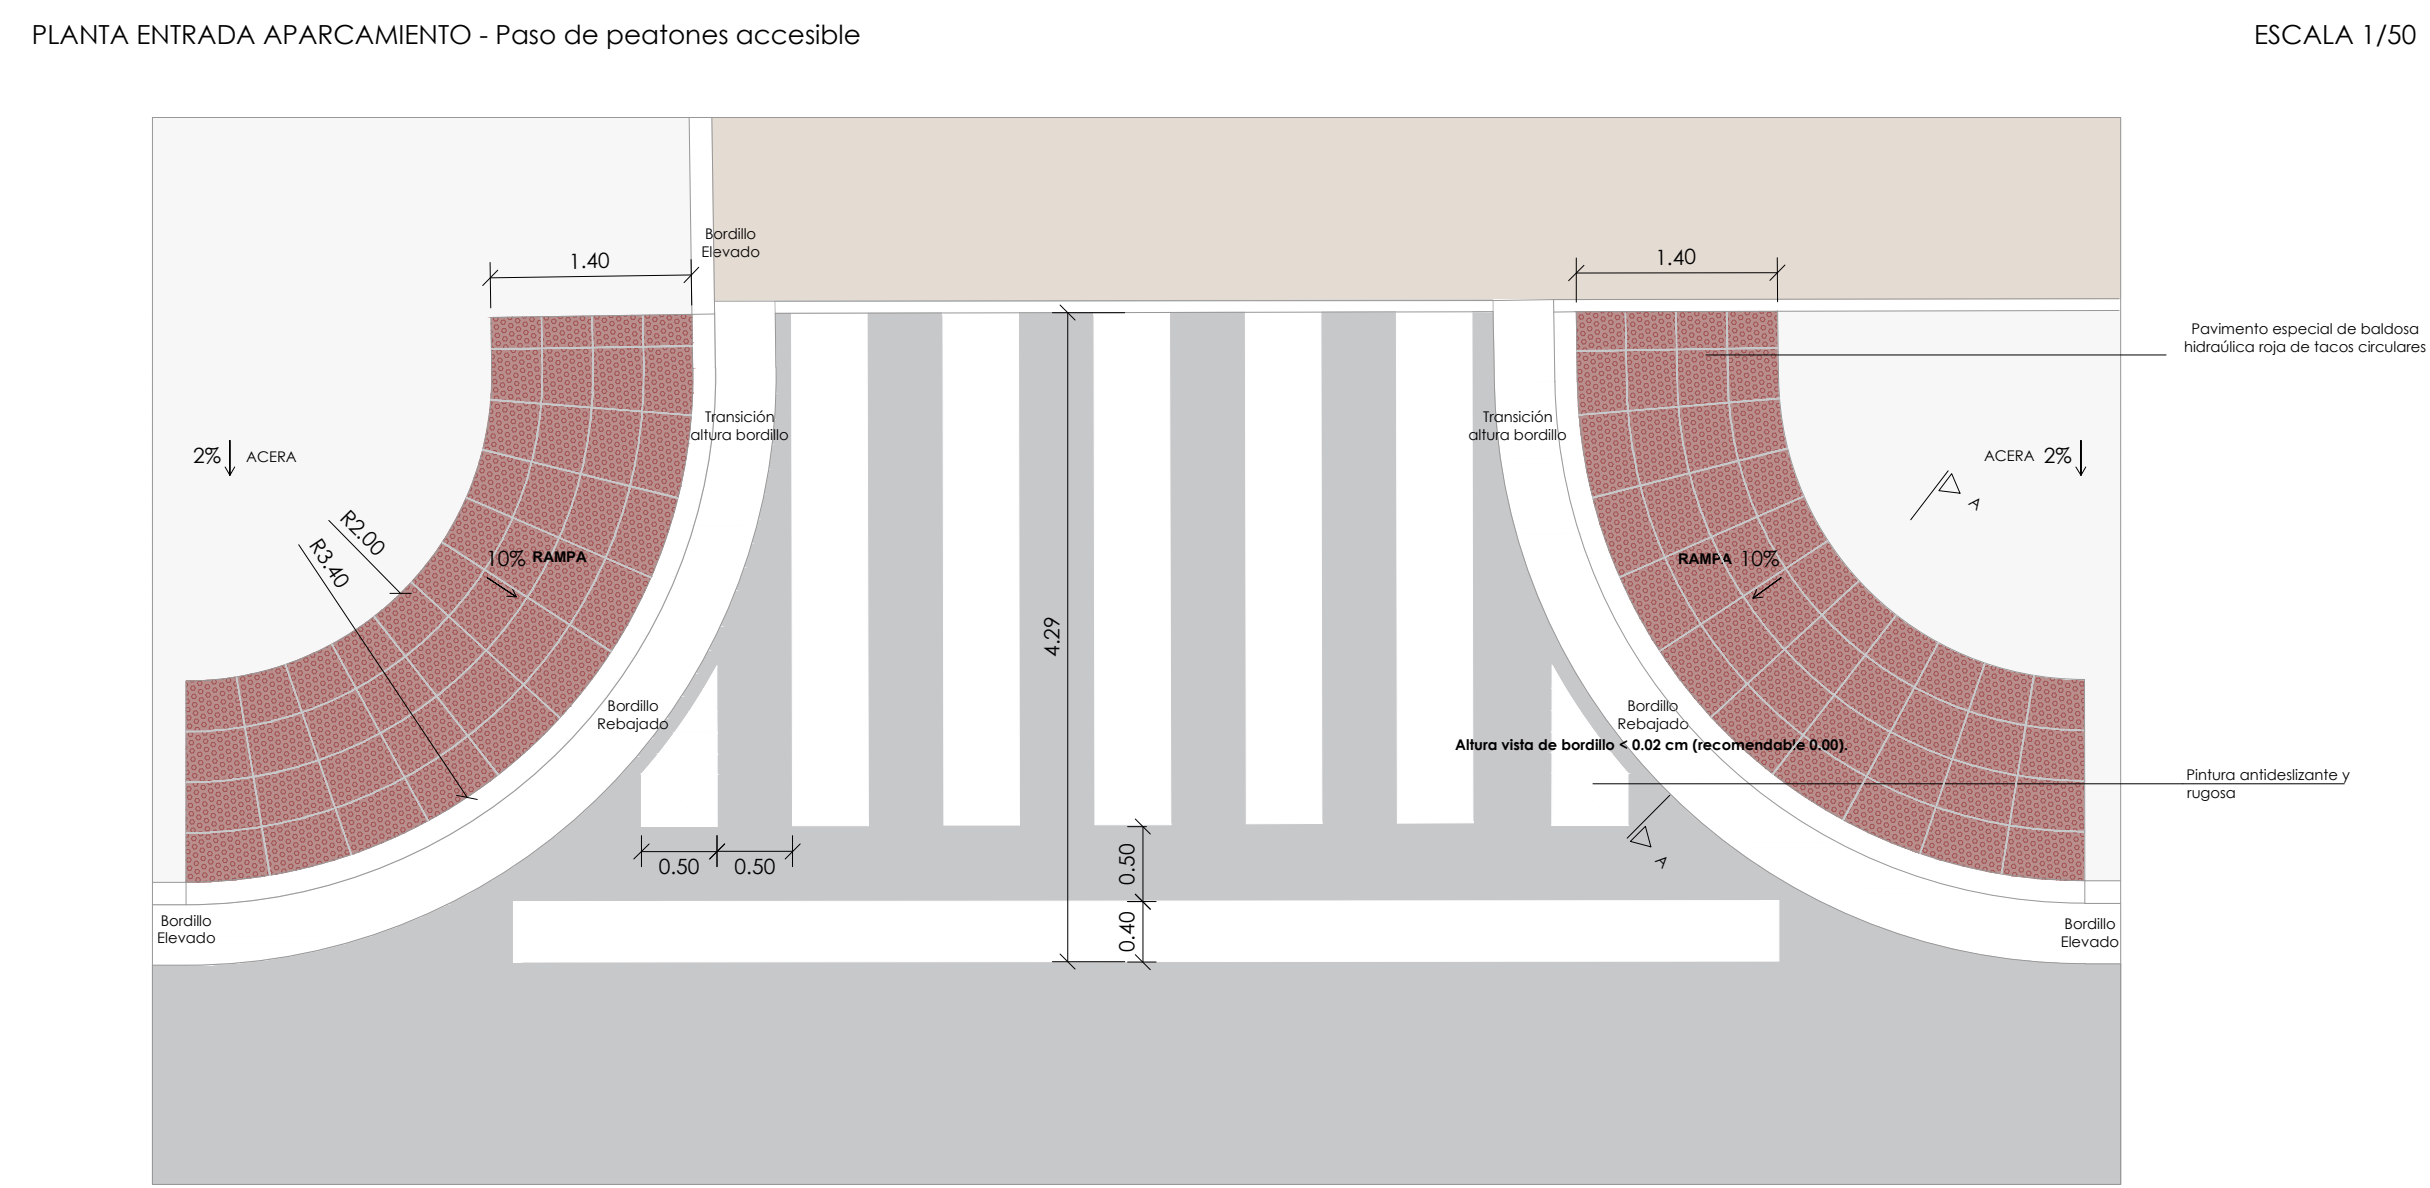 PLANTA ENTRADA APARCAMIENTO - Paso de peatones accesible
ESCALA 1/50
Bordillo
Elevado
1.40
1.40
Pavimento especial de baldosa
hidraúlica roja de tacos circulares
Transición
altura bordillo
Transición
altura bordillo
2%
ACERA
ACERA
2%
A
R2.00
R3.40
10%
RAMPA
RAMPA
10%
4.29
Bordillo
Rebajado
Bordillo
Rebajado
Altura vista de bordillo < 0.02 cm (recomendable 0.00).
Pintura antideslizante y
rugosa
0.50
0.50
0.50
A
0.40
Bordillo
Elevado
Bordillo
Elevado